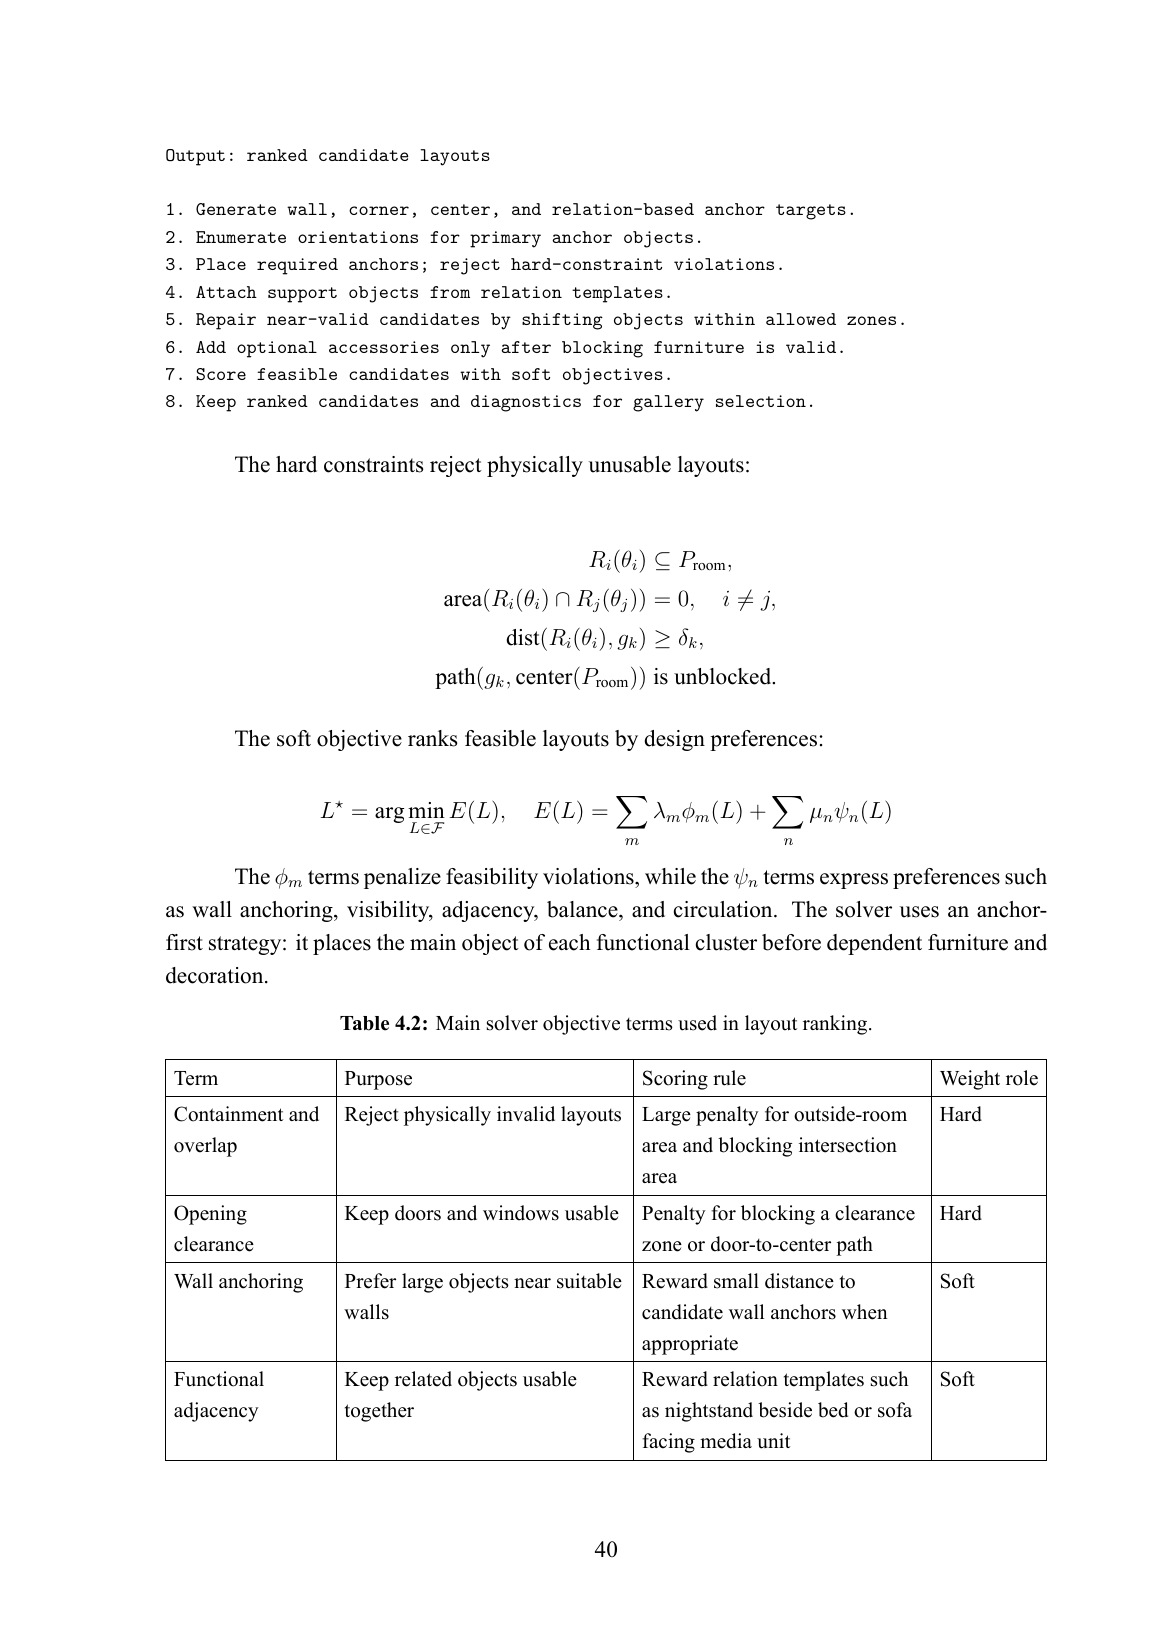 Output: ranked candidate layouts
1. Generate wall, corner, center, and relation-based anchor targets.
2. Enumerate orientations for primary anchor objects.
3. Place required anchors; reject hard-constraint violations.
4. Attach support objects from relation templates.
5. Repair near-valid candidates by shifting objects within allowed zones.
6. Add optional accessories only after blocking furniture is valid.
7. Score feasible candidates with soft objectives.
8. Keep ranked candidates and diagnostics for gallery selection.
The hard constraints reject physically unusable layouts:
R_i(θ_i) ⊆ P_room,
area(R_i(θ_i) ∩ R_j(θ_j)) = 0, i ≠ j,
dist(R_i(θ_i), g_k) ≥ δ_k,
path(g_k, center(P_room)) is unblocked.
The soft objective ranks feasible layouts by design preferences:
L⋆ = arg min_{L∈ℱ} E(L), E(L) = ∑_m λ_m ϕ_m(L) + ∑_n μ_n ψ_n(L)
The ϕ_m terms penalize feasibility violations, while the ψ_n terms express preferences such
as wall anchoring, visibility, adjacency, balance, and circulation. The solver uses an anchor-
first strategy: it places the main object of each functional cluster before dependent furniture and
decoration.
Table 4.2: Main solver objective terms used in layout ranking.
Term Purpose Scoring rule Weight role
Containment and Reject physically invalid layouts Large penalty for outside-room Hard
overlap area and blocking intersection
area
Opening Keep doors and windows usable Penalty for blocking a clearance Hard
clearance zone or door-to-center path
Wall anchoring Prefer large objects near suitable Reward small distance to Soft
walls candidate wall anchors when
appropriate
Functional Keep related objects usable Reward relation templates such Soft
adjacency together as nightstand beside bed or sofa
facing media unit
40